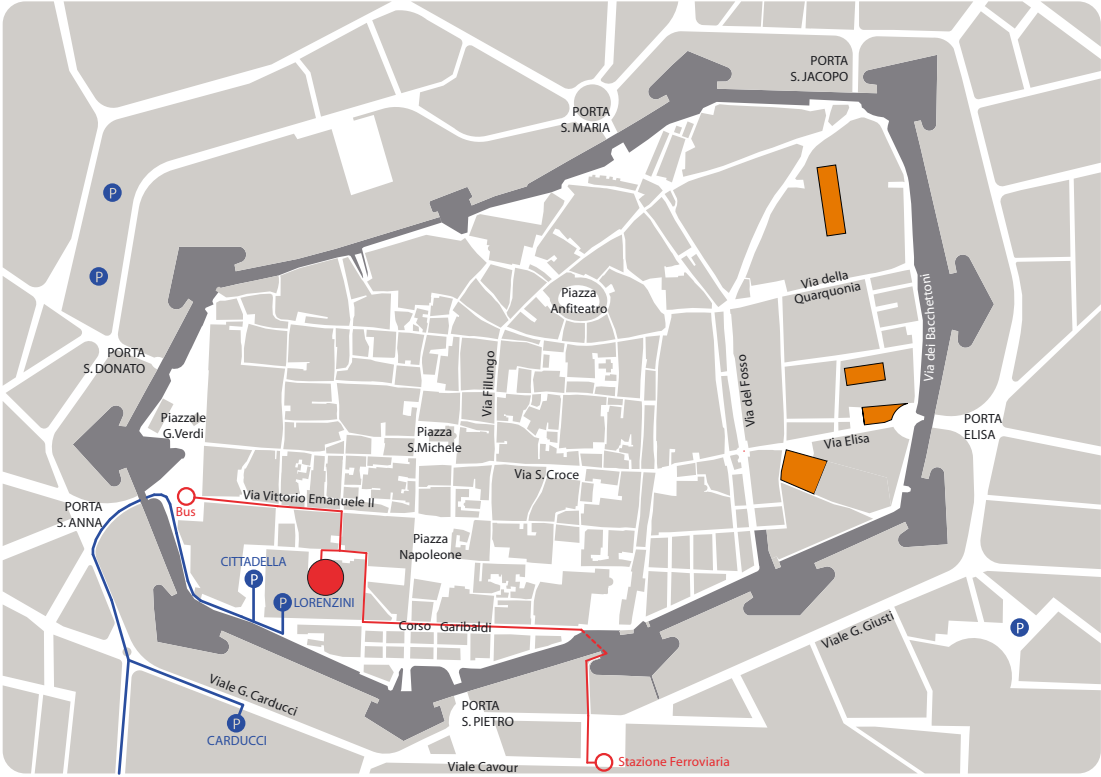 PORTA
S. JACOPO
PORTA
S. MARIA
P
P
Via della
Quarquonia
Piazza
Anfiteatro
Via dei Bacchettoni
PORTA
S. DONATO
Via Fillungo
Via del Fosso
Piazzale
G.Verdi
Piazza
S.Michele
PORTA
ELISA
Via Elisa
Via S. Croce
Via Vittorio Emanuele II
Bus
PORTA
S. ANNA
Piazza
Napoleone
CITTADELLA
P
P
LORENZINI
Corso Garibaldi
P
Viale G. Giusti
Viale G. Carducci
PORTA
S. PIETRO
P
CARDUCCI
Viale Cavour
Stazione Ferroviaria